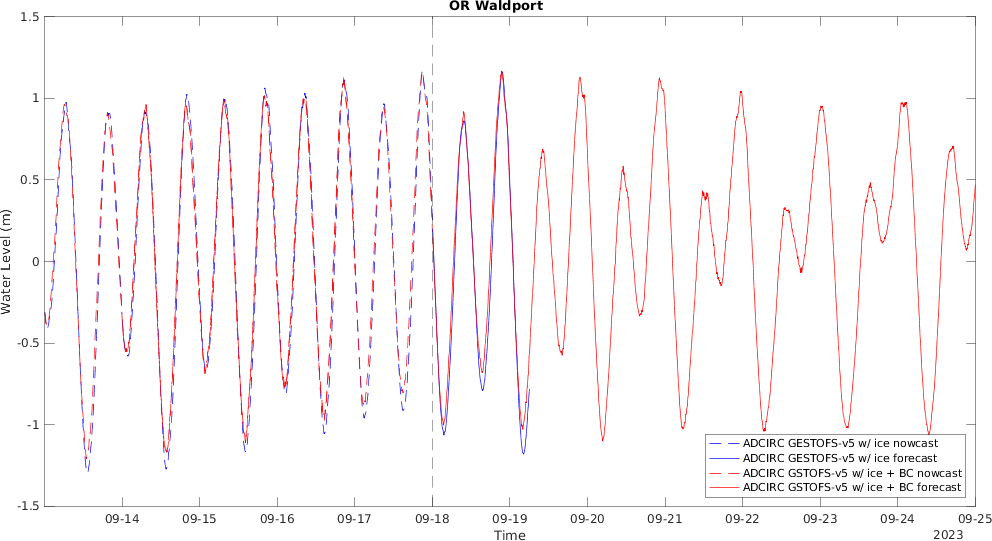 OR Waldport
1.5
1
0.5
0
-0.5
-1
-1.5
Water Level (m)
09-14
09-15
09-16
09-17
09-18
09-19
09-20
09-21
09-22
09-23
09-24
09-25
Time
2023
ADCIRC GESTOFS-v5 w/ ice nowcast
ADCIRC GESTOFS-v5 w/ ice forecast
ADCIRC GSTOFS-v5 w/ ice + BC nowcast
ADCIRC GSTOFS-v5 w/ ice + BC forecast